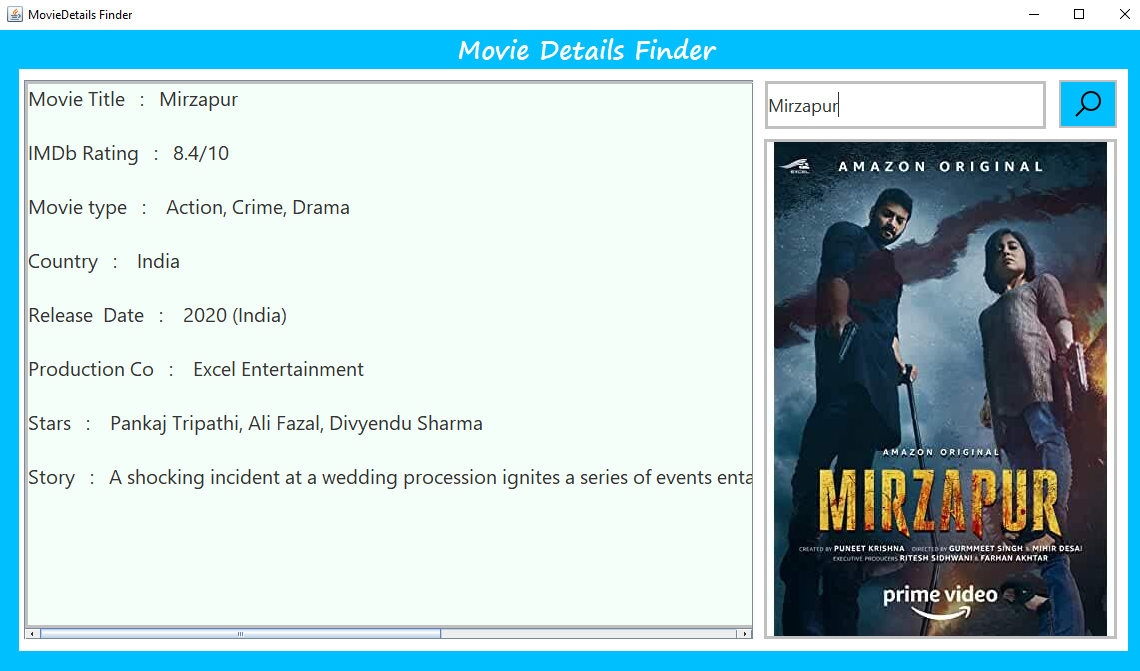 MovieDetails Finder
Movie Details Finder
Movie Title : Mirzapur
IMDb Rating : 8.4/10
Movie type : Action, Crime, Drama
Country : India
Release Date : 2020 (India)
Production Co : Excel Entertainment
Stars : Pankaj Tripathi, Ali Fazal, Divyendu Sharma
Story : A shocking incident at a wedding procession ignites a series of events enta
Mirzapur
EXCEL
AMAZON ORIGINAL
AMAZON ORIGINAL
MIRZAPUR
CREATED BY PUNEET KRISHNA DIRECTED BY GURMMEET SINGH & MIHIR DESAI
EXECUTIVE PRODUCERS RITESH SIDHWANI & FARHAN AKHTAR
prime video